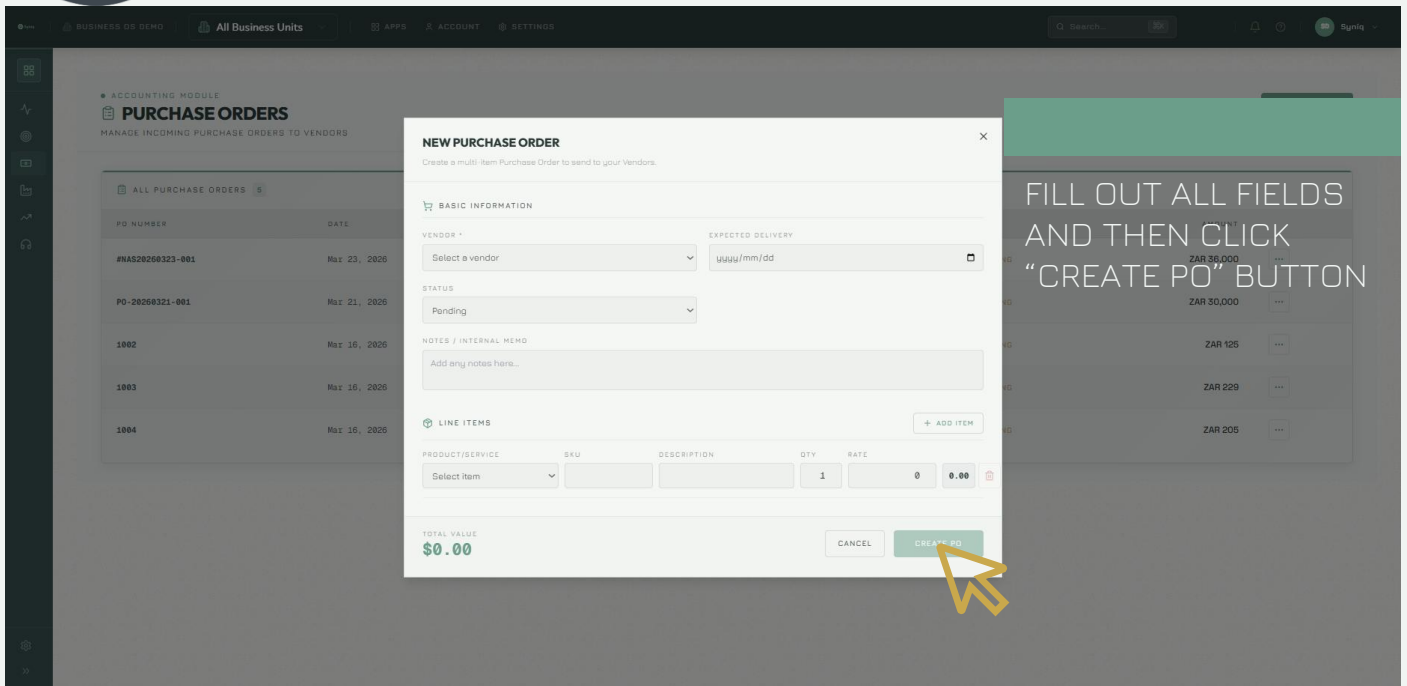 BUSINESS OS DEMO
All Business Units
APPS
ACCOUNT
SETTINGS
Search...
⌘K
SD
Syniq
ACCOUNTING MODULE
PURCHASE ORDERS
MANAGE INCOMING PURCHASE ORDERS TO VENDORS
ALL PURCHASE ORDERS 5
PO NUMBER DATE AMOUNT
#NAS20260323-001 Mar 23, 2026 ZAR 36,000
PO-20260321-001 Mar 21, 2026 ZAR 30,000
1002 Mar 16, 2026 ZAR 125
1003 Mar 16, 2026 ZAR 229
1004 Mar 16, 2026 ZAR 205
NEW PURCHASE ORDER
Create a multi-item Purchase Order to send to your Vendors.
BASIC INFORMATION
VENDOR * EXPECTED DELIVERY
Select a vendor yyyy/mm/dd
STATUS
Pending
NOTES / INTERNAL MEMO
Add any notes here...
LINE ITEMS + ADD ITEM
PRODUCT/SERVICE SKU DESCRIPTION QTY RATE
Select item 1 0 0.00
TOTAL VALUE
$0.00
CANCEL CREATE PO
FILL OUT ALL FIELDS
AND THEN CLICK
“CREATE PO” BUTTON